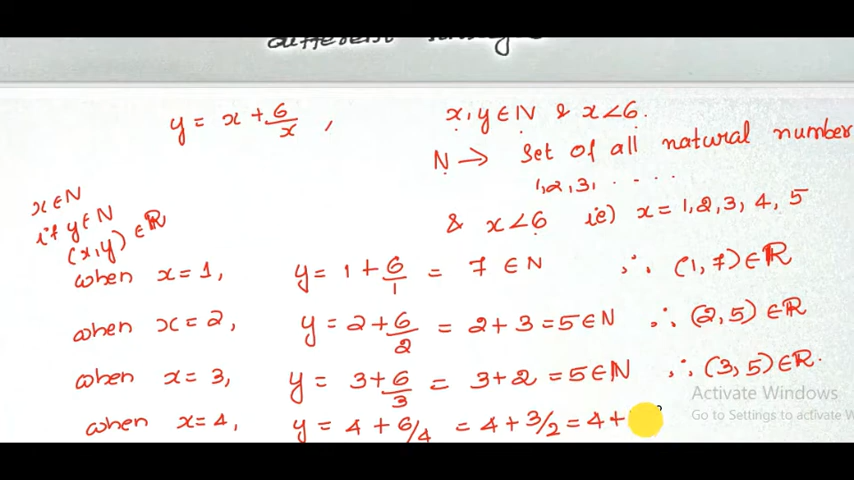 different
y = x + 6/x , x, y ∈ N & x < 6.
N → Set of all natural number
1, 2, 3, . . . .
& x < 6 ie) x = 1, 2, 3, 4, 5
x ∈ N
if y ∈ N
(x, y) ∈ ℝ
when x = 1, y = 1 + 6/1 = 7 ∈ N ∴ (1, 7) ∈ ℝ
when x = 2, y = 2 + 6/2 = 2 + 3 = 5 ∈ N ∴ (2, 5) ∈ ℝ
when x = 3, y = 3 + 6/3 = 3 + 2 = 5 ∈ N ∴ (3, 5) ∈ ℝ.
when x = 4, y = 4 + 6/4 = 4 + 3/2 = 4 +
Activate Windows
Go to Settings to activate W